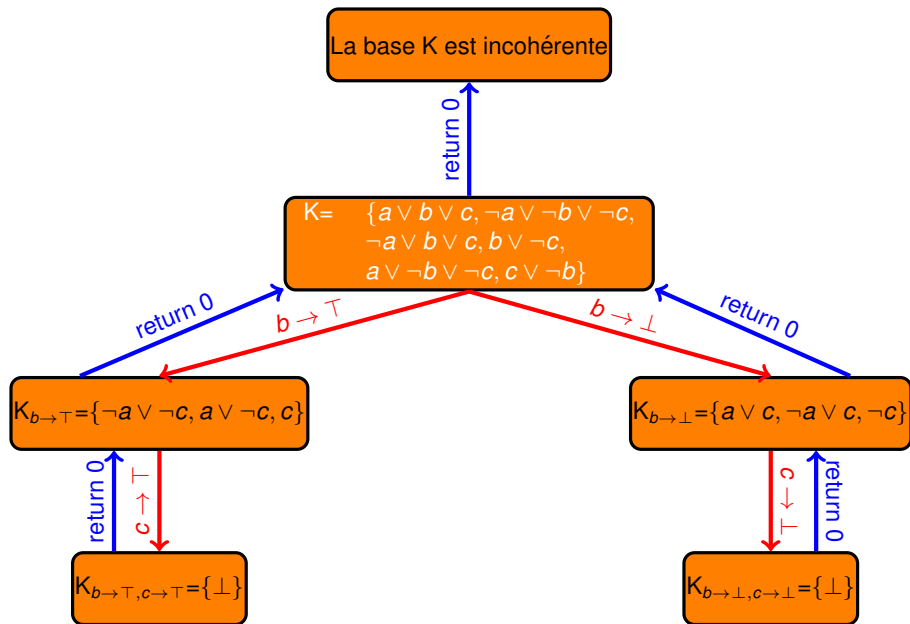 La base K est incohérente
return 0
K= {a ∨ b ∨ c, ¬a ∨ ¬b ∨ ¬c,
¬a ∨ b ∨ c, b ∨ ¬c,
a ∨ ¬b ∨ ¬c, c ∨ ¬b}
return 0
b → ⊤
b → ⊥
return 0
K_{b→⊤}={¬a ∨ ¬c, a ∨ ¬c, c}
K_{b→⊥}={a ∨ c, ¬a ∨ c, ¬c}
return 0
c → ⊤
c → ⊥
return 0
K_{b→⊤,c→⊤}={⊥}
K_{b→⊥,c→⊥}={⊥}